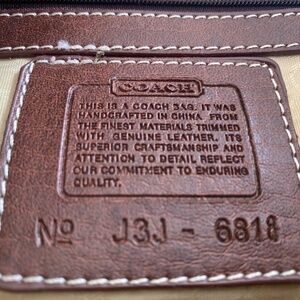 COACH
THIS IS A COACH BAG. IT WAS
HANDCRAFTED IN CHINA FROM
THE FINEST MATERIALS TRIMMED
WITH GENUINE LEATHER. ITS
SUPERIOR CRAFTSMANSHIP AND
ATTENTION TO DETAIL REFLECT
OUR COMMITMENT TO ENDURING
QUALITY.
Nº J3J - 6818